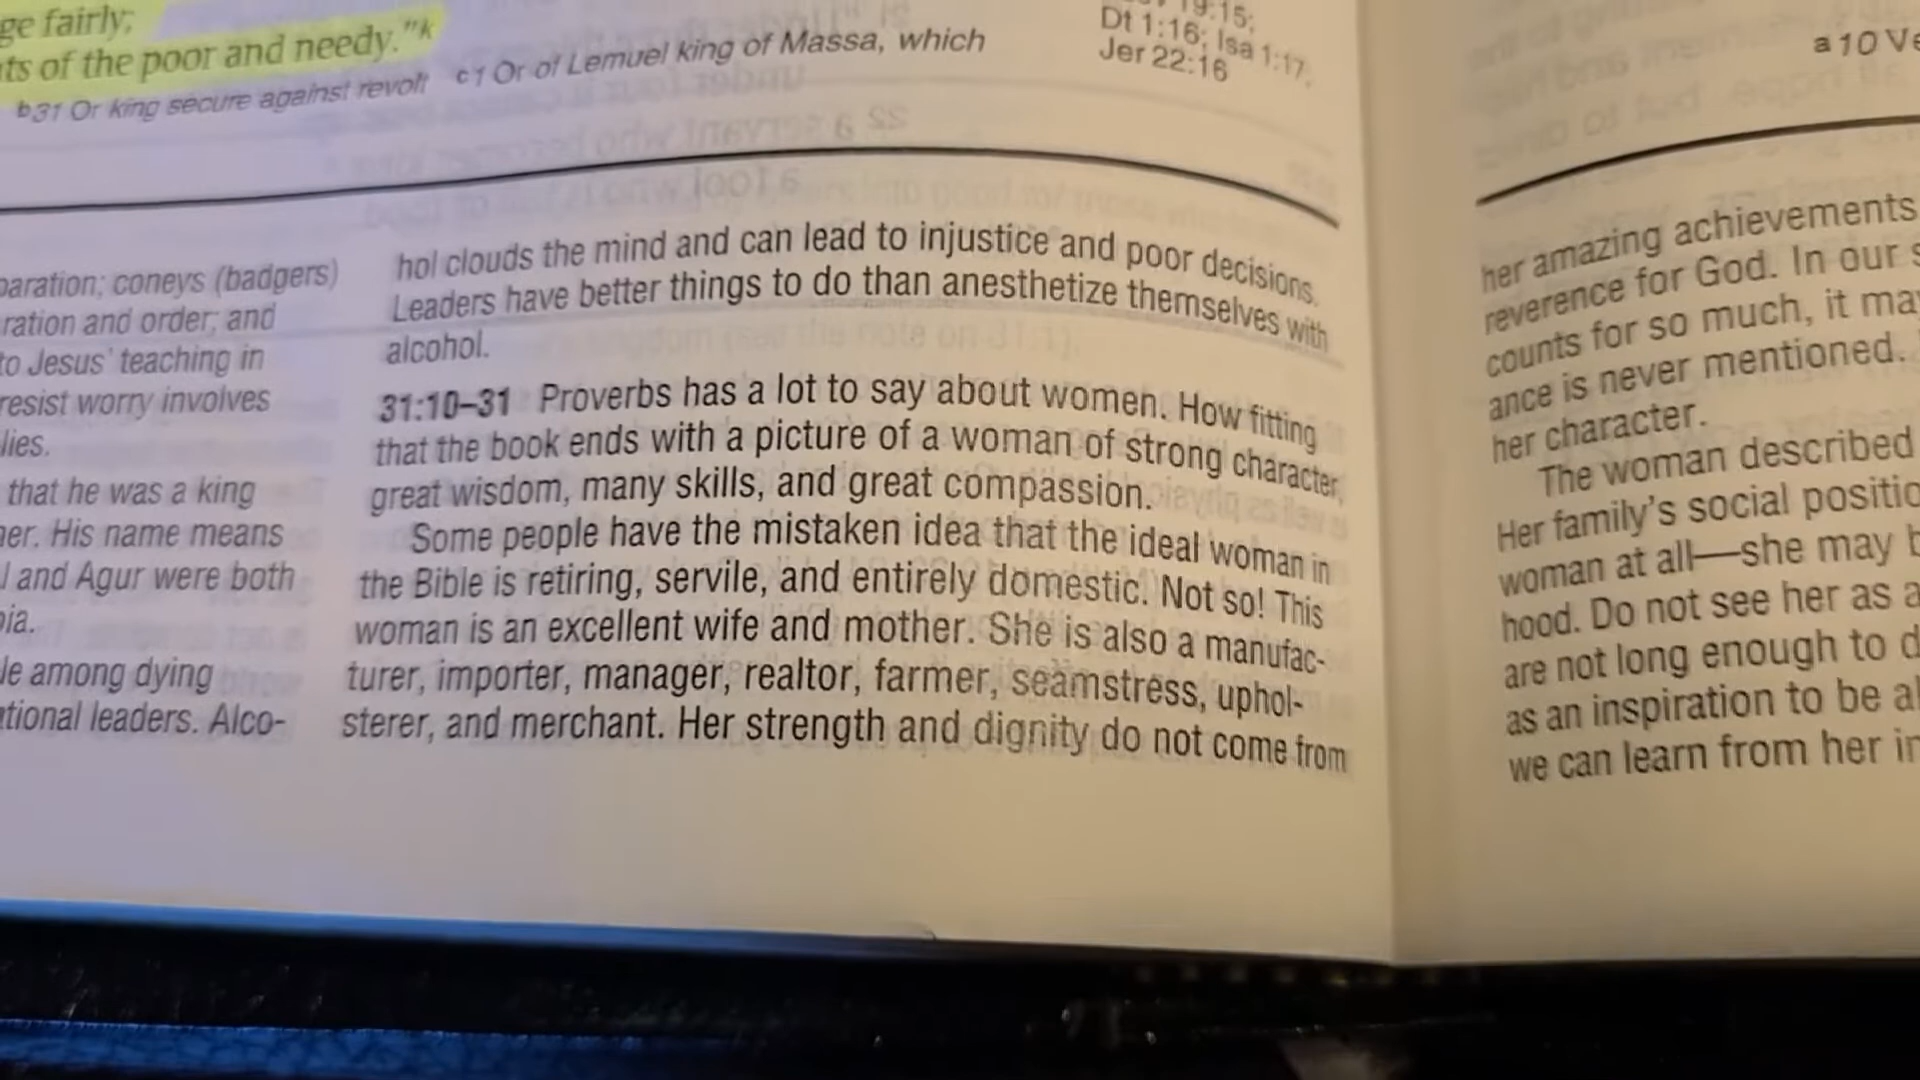 ge fairly;
ts of the poor and needy."k
b31 Or king secure against revolt c1 Or of Lemuel king of Massa, which
19:15;
Dt 1:16; Isa 1:17;
Jer 22:16
paration; coneys (badgers)
ration and order; and
to Jesus' teaching in
resist worry involves
lies.
that he was a king
er. His name means
l and Agur were both
ia.
le among dying
tional leaders. Alco-
hol clouds the mind and can lead to injustice and poor decisions.
Leaders have better things to do than anesthetize themselves with
alcohol.
31:10–31 Proverbs has a lot to say about women. How fitting
that the book ends with a picture of a woman of strong character,
great wisdom, many skills, and great compassion.
Some people have the mistaken idea that the ideal woman in
the Bible is retiring, servile, and entirely domestic. Not so! This
woman is an excellent wife and mother. She is also a manufac-
turer, importer, manager, realtor, farmer, seamstress, uphol-
sterer, and merchant. Her strength and dignity do not come from
a10 Ve
her amazing achievements
reverence for God. In our s
counts for so much, it may
ance is never mentioned.
her character.
The woman described
Her family's social positio
woman at all—she may b
hood. Do not see her as a
are not long enough to d
as an inspiration to be al
we can learn from her in